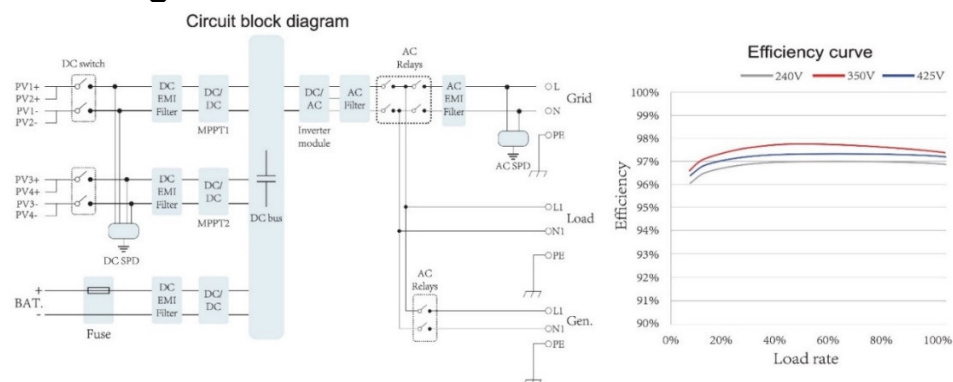 Circuit block diagram
DC switch
PV1+
PV2+
PV1-
PV2-
DC
EMI
Filter
DC/
DC
MPPT1
PV3+
PV4+
PV3-
PV4-
DC
EMI
Filter
DC/
DC
MPPT2
DC SPD
+
BAT.
-
Fuse
DC
EMI
Filter
DC/
DC
DC bus
DC/
AC
Inverter
module
AC
Filter
AC
Relays
AC
EMI
Filter
L
Grid
N
PE
AC SPD
L1
Load
N1
PE
AC
Relays
L1
Gen.
N1
PE
Efficiency curve
240V 350V 425V
Efficiency
100%
99%
98%
97%
96%
95%
94%
93%
92%
91%
90%
0% 20% 40% 60% 80% 100%
Load rate